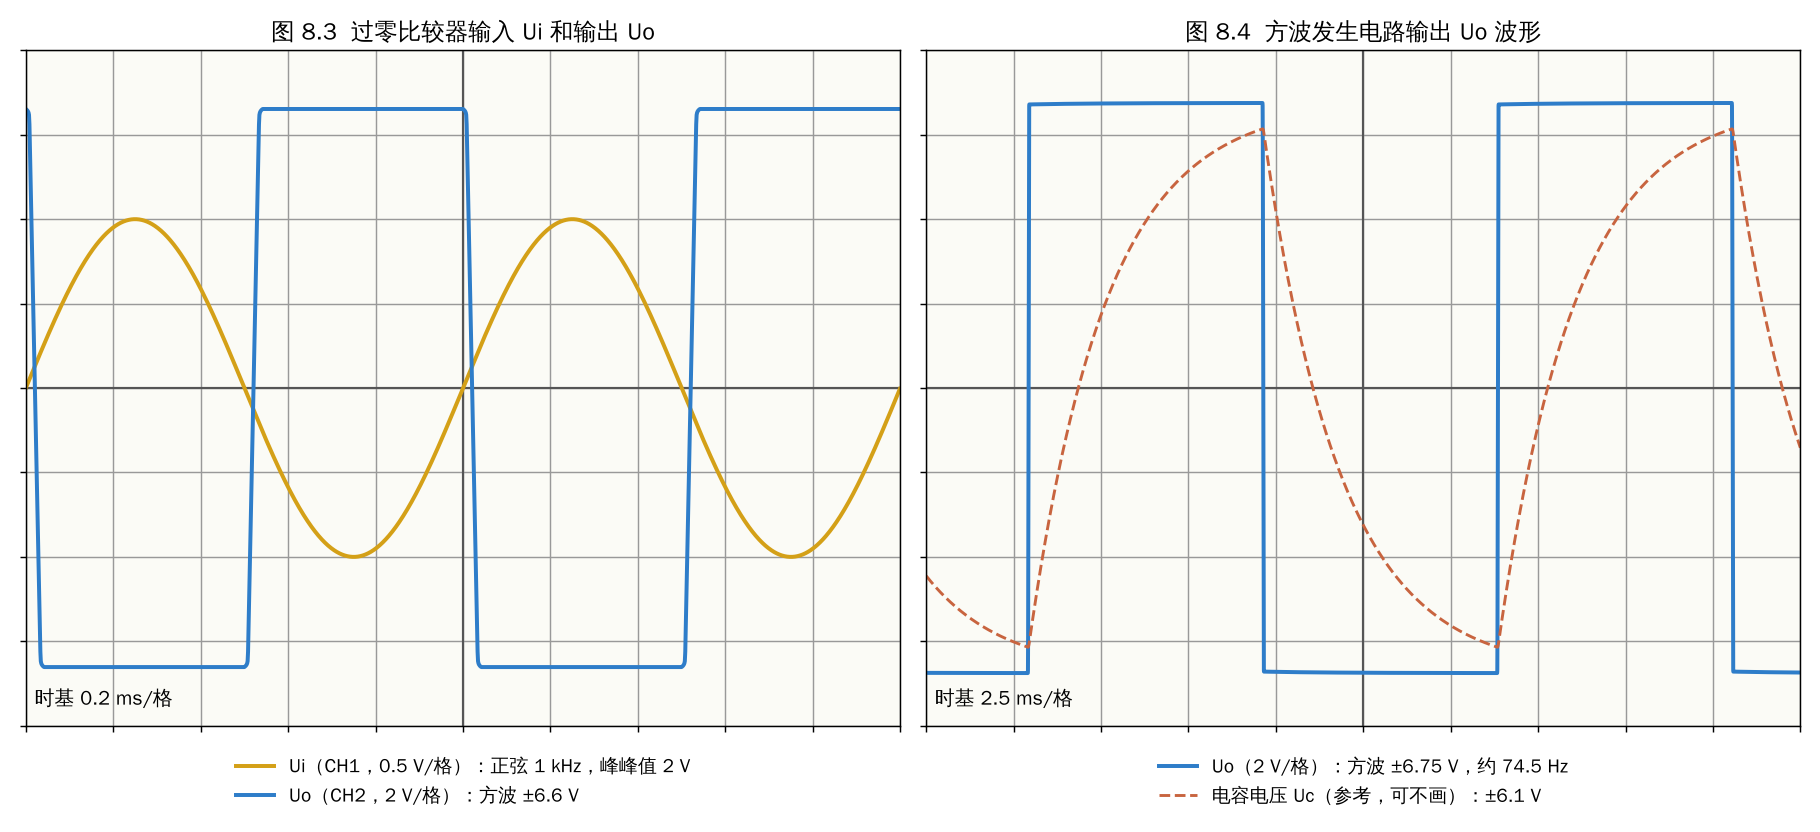 图 8.3 过零比较器输入 Ui 和输出 Uo
时基 0.2 ms/格
Ui（CH1，0.5 V/格）：正弦 1 kHz，峰峰值 2 V
Uo（CH2，2 V/格）：方波 ±6.6 V
图 8.4 方波发生电路输出 Uo 波形
时基 2.5 ms/格
Uo（2 V/格）：方波 ±6.75 V，约 74.5 Hz
电容电压 Uc（参考，可不画）：±6.1 V